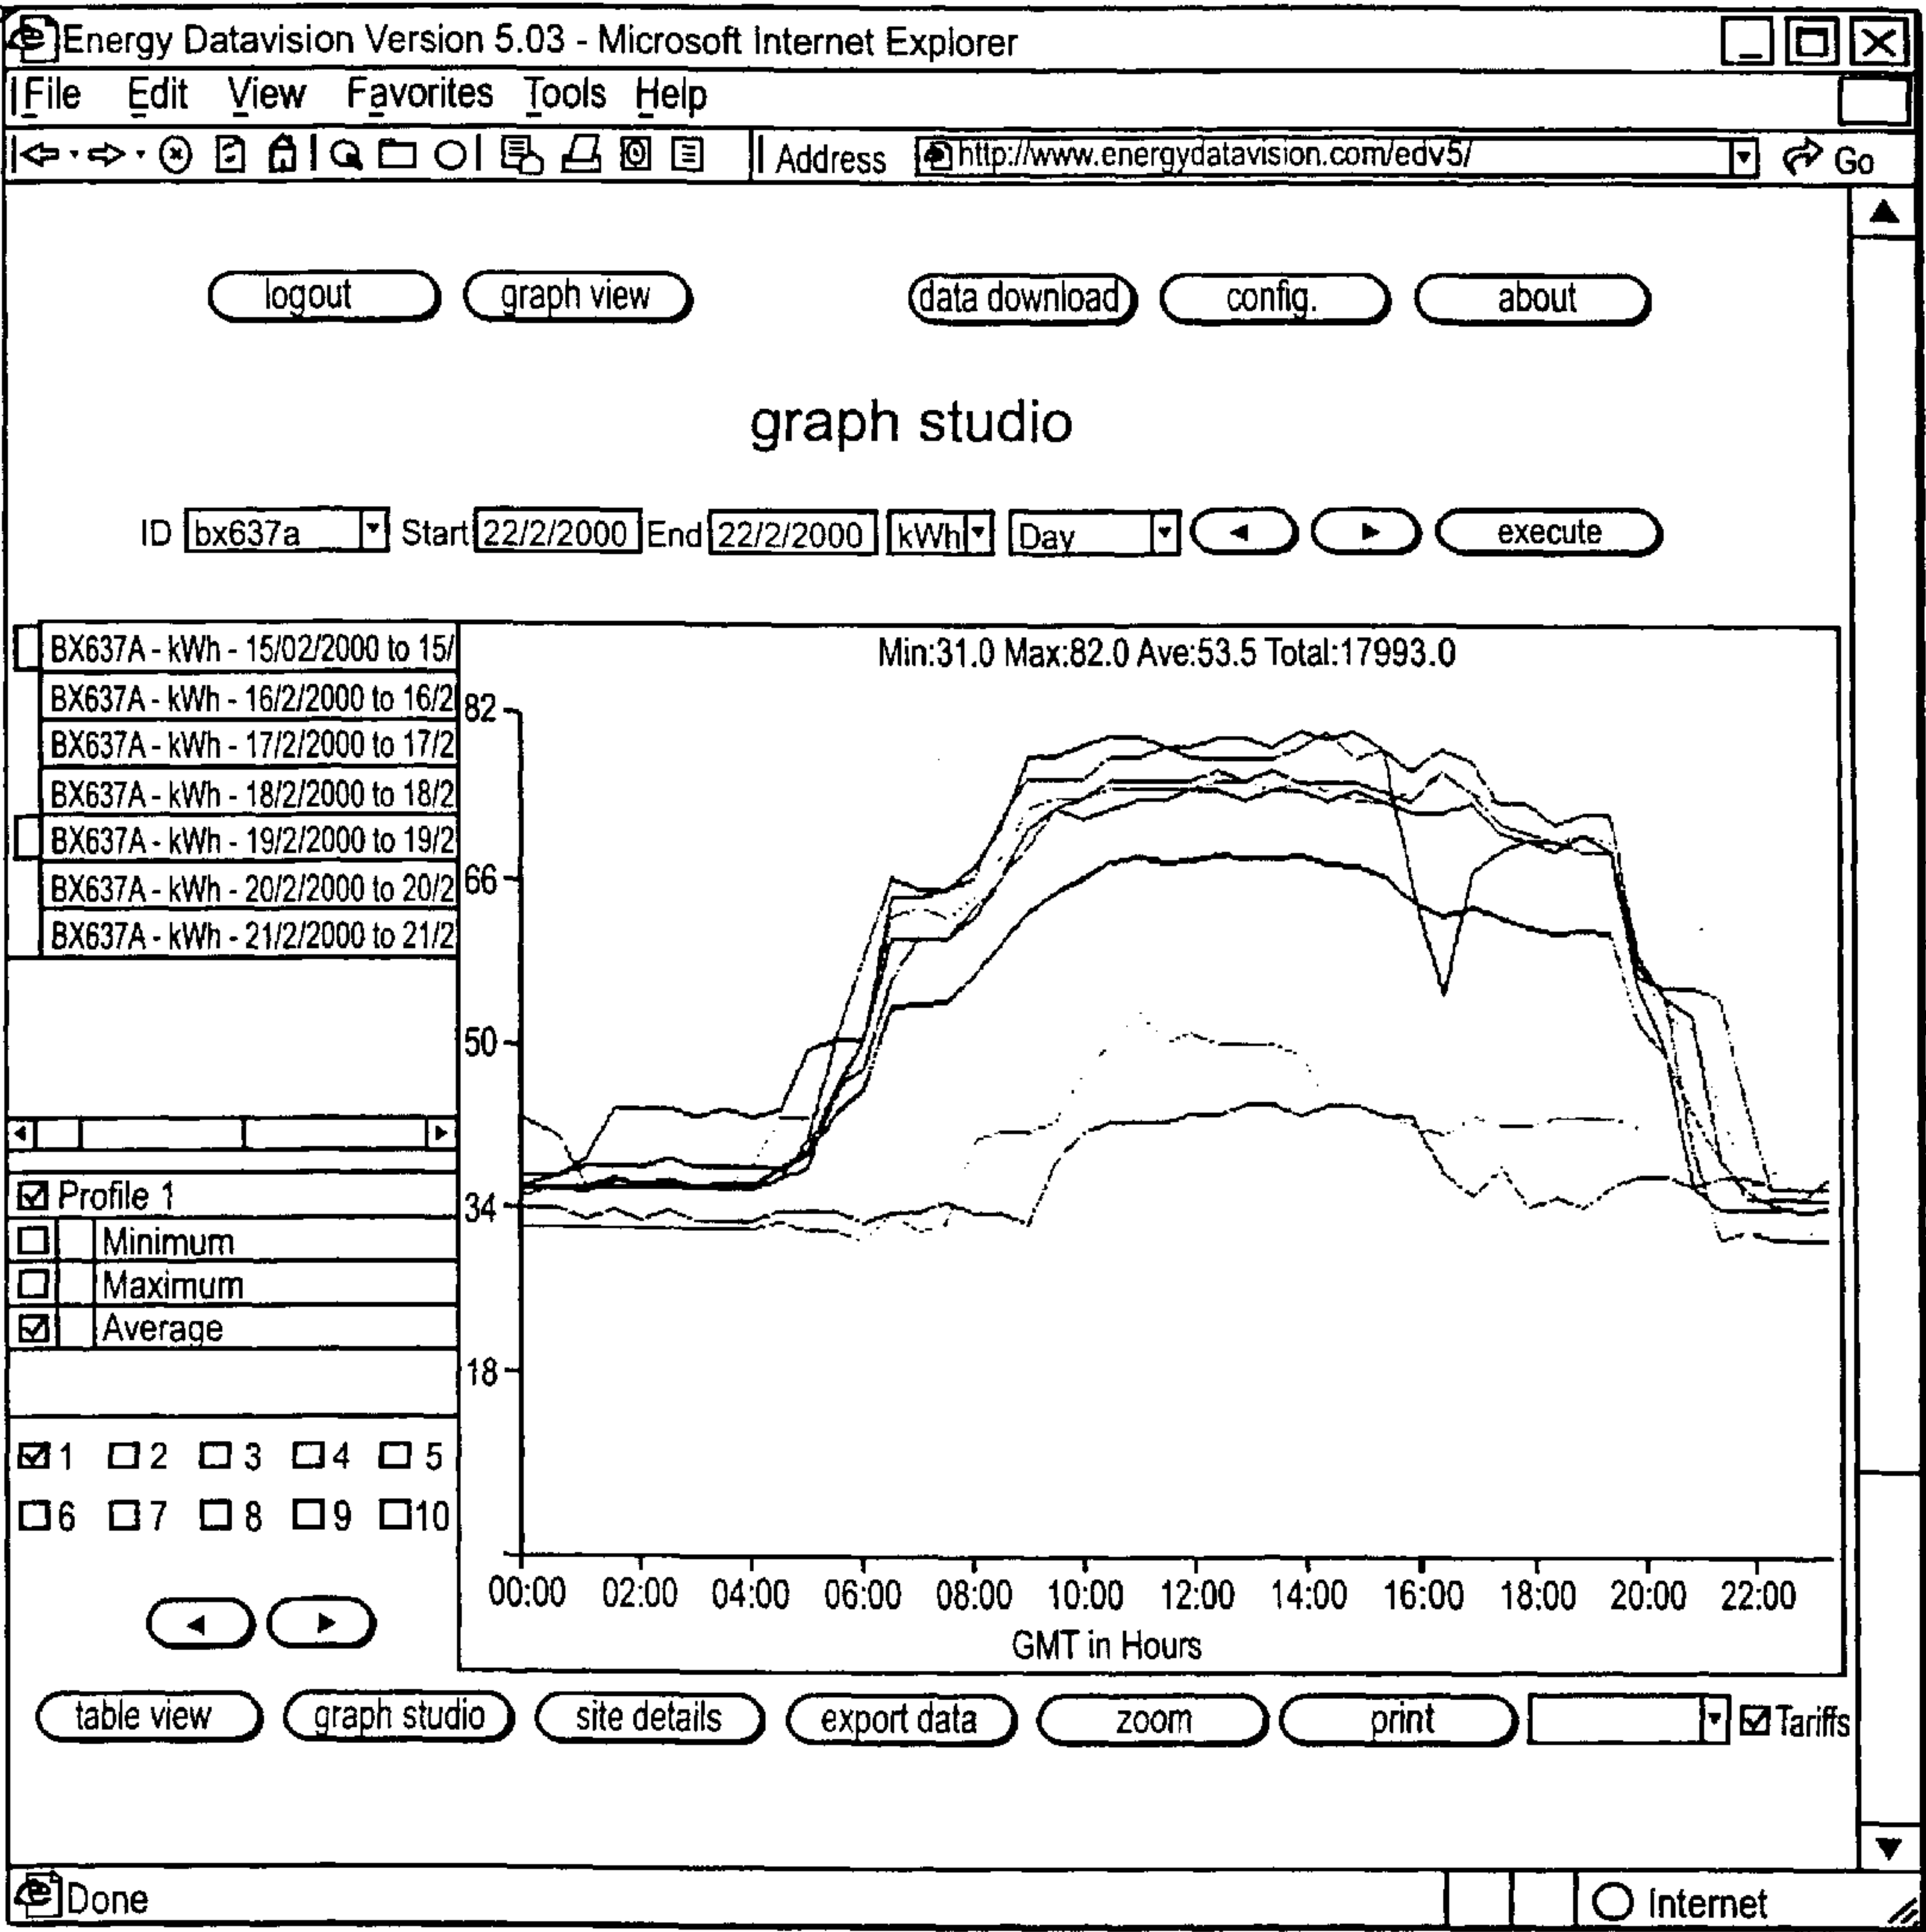 Energy Datavision Version 5.03 - Microsoft Internet Explorer
File Edit View Favorites Tools Help
Address http://www.energydatavision.com/edv5/ Go
logout graph view data download config. about
graph studio
ID bx637a Start 22/2/2000 End 22/2/2000 kWh Day execute
BX637A - kWh - 15/02/2000 to 15/
BX637A - kWh - 16/2/2000 to 16/2
BX637A - kWh - 17/2/2000 to 17/2
BX637A - kWh - 18/2/2000 to 18/2
BX637A - kWh - 19/2/2000 to 19/2
BX637A - kWh - 20/2/2000 to 20/2
BX637A - kWh - 21/2/2000 to 21/2
Profile 1
Minimum
Maximum
Average
1 2 3 4 5
6 7 8 9 10
Min:31.0 Max:82.0 Ave:53.5 Total:17993.0
82
66
50
34
18
00:00 02:00 04:00 06:00 08:00 10:00 12:00 14:00 16:00 18:00 20:00 22:00
GMT in Hours
table view graph studio site details export data zoom print Tariffs
Done Internet